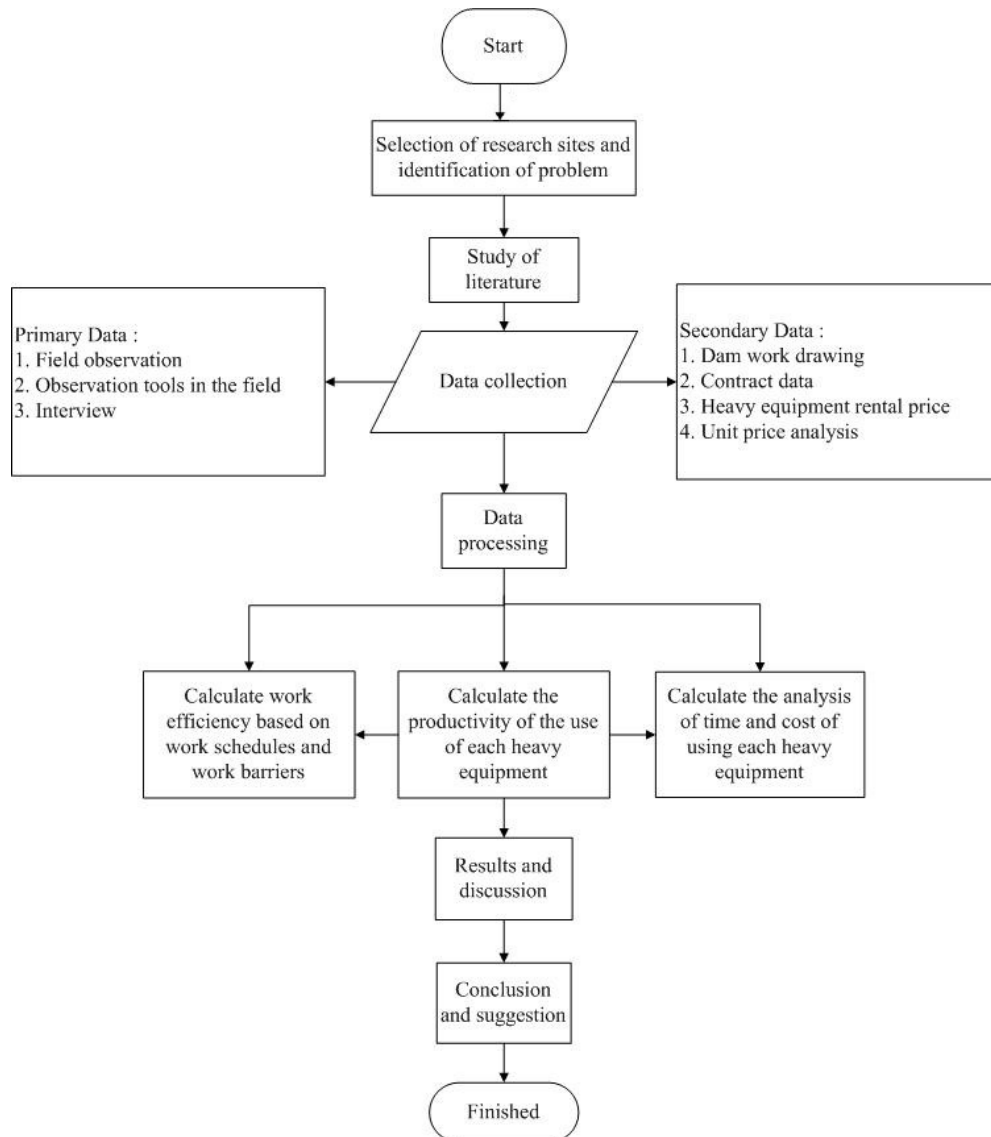 Start
Selection of research sites and
identification of problem
Study of
literature
Primary Data :
1. Field observation
2. Observation tools in the field
3. Interview
Data collection
Secondary Data :
1. Dam work drawing
2. Contract data
3. Heavy equipment rental price
4. Unit price analysis
Data
processing
Calculate work
efficiency based on
work schedules and
work barriers
Calculate the
productivity of the use
of each heavy
equipment
Calculate the analysis
of time and cost of
using each heavy
equipment
Results and
discussion
Conclusion
and suggestion
Finished